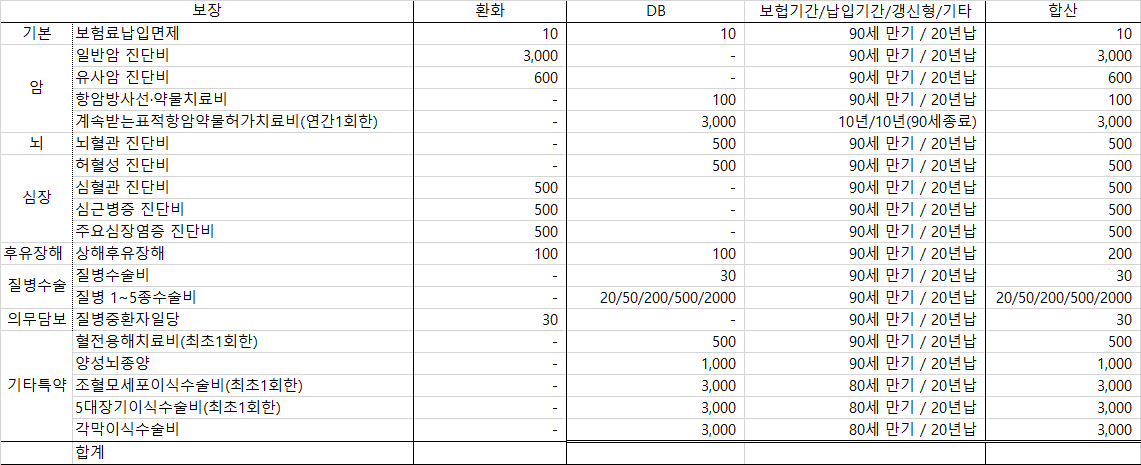 보장 환화 DB 보험기간/납입기간/갱신형/기타 합산
기본 보험료납입면제 10 10 90세 만기 / 20년납 10
암 일반암 진단비 3,000 - 90세 만기 / 20년납 3,000
유사암 진단비 600 - 90세 만기 / 20년납 600
항암방사선·약물치료비 - 100 90세 만기 / 20년납 100
계속받는표적항암약물허가치료비(연간1회한) - 3,000 10년/10년(90세종료) 3,000
뇌 뇌혈관 진단비 - 500 90세 만기 / 20년납 500
심장 허혈성 진단비 - 500 90세 만기 / 20년납 500
심혈관 진단비 500 - 90세 만기 / 20년납 500
심근병증 진단비 500 - 90세 만기 / 20년납 500
주요심장염증 진단비 500 - 90세 만기 / 20년납 500
후유장해 상해후유장해 100 100 90세 만기 / 20년납 200
질병수술 질병수술비 - 30 90세 만기 / 20년납 30
질병 1~5종수술비 - 20/50/200/500/2000 90세 만기 / 20년납 20/50/200/500/2000
의무담보 질병중환자일당 30 - 90세 만기 / 20년납 30
기타특약 혈전용해치료비(최초1회한) - 500 90세 만기 / 20년납 500
양성뇌종양 - 1,000 90세 만기 / 20년납 1,000
조혈모세포이식수술비(최초1회한) - 3,000 80세 만기 / 20년납 3,000
5대장기이식수술비(최초1회한) - 3,000 80세 만기 / 20년납 3,000
각막이식수술비 - 3,000 80세 만기 / 20년납 3,000
합계